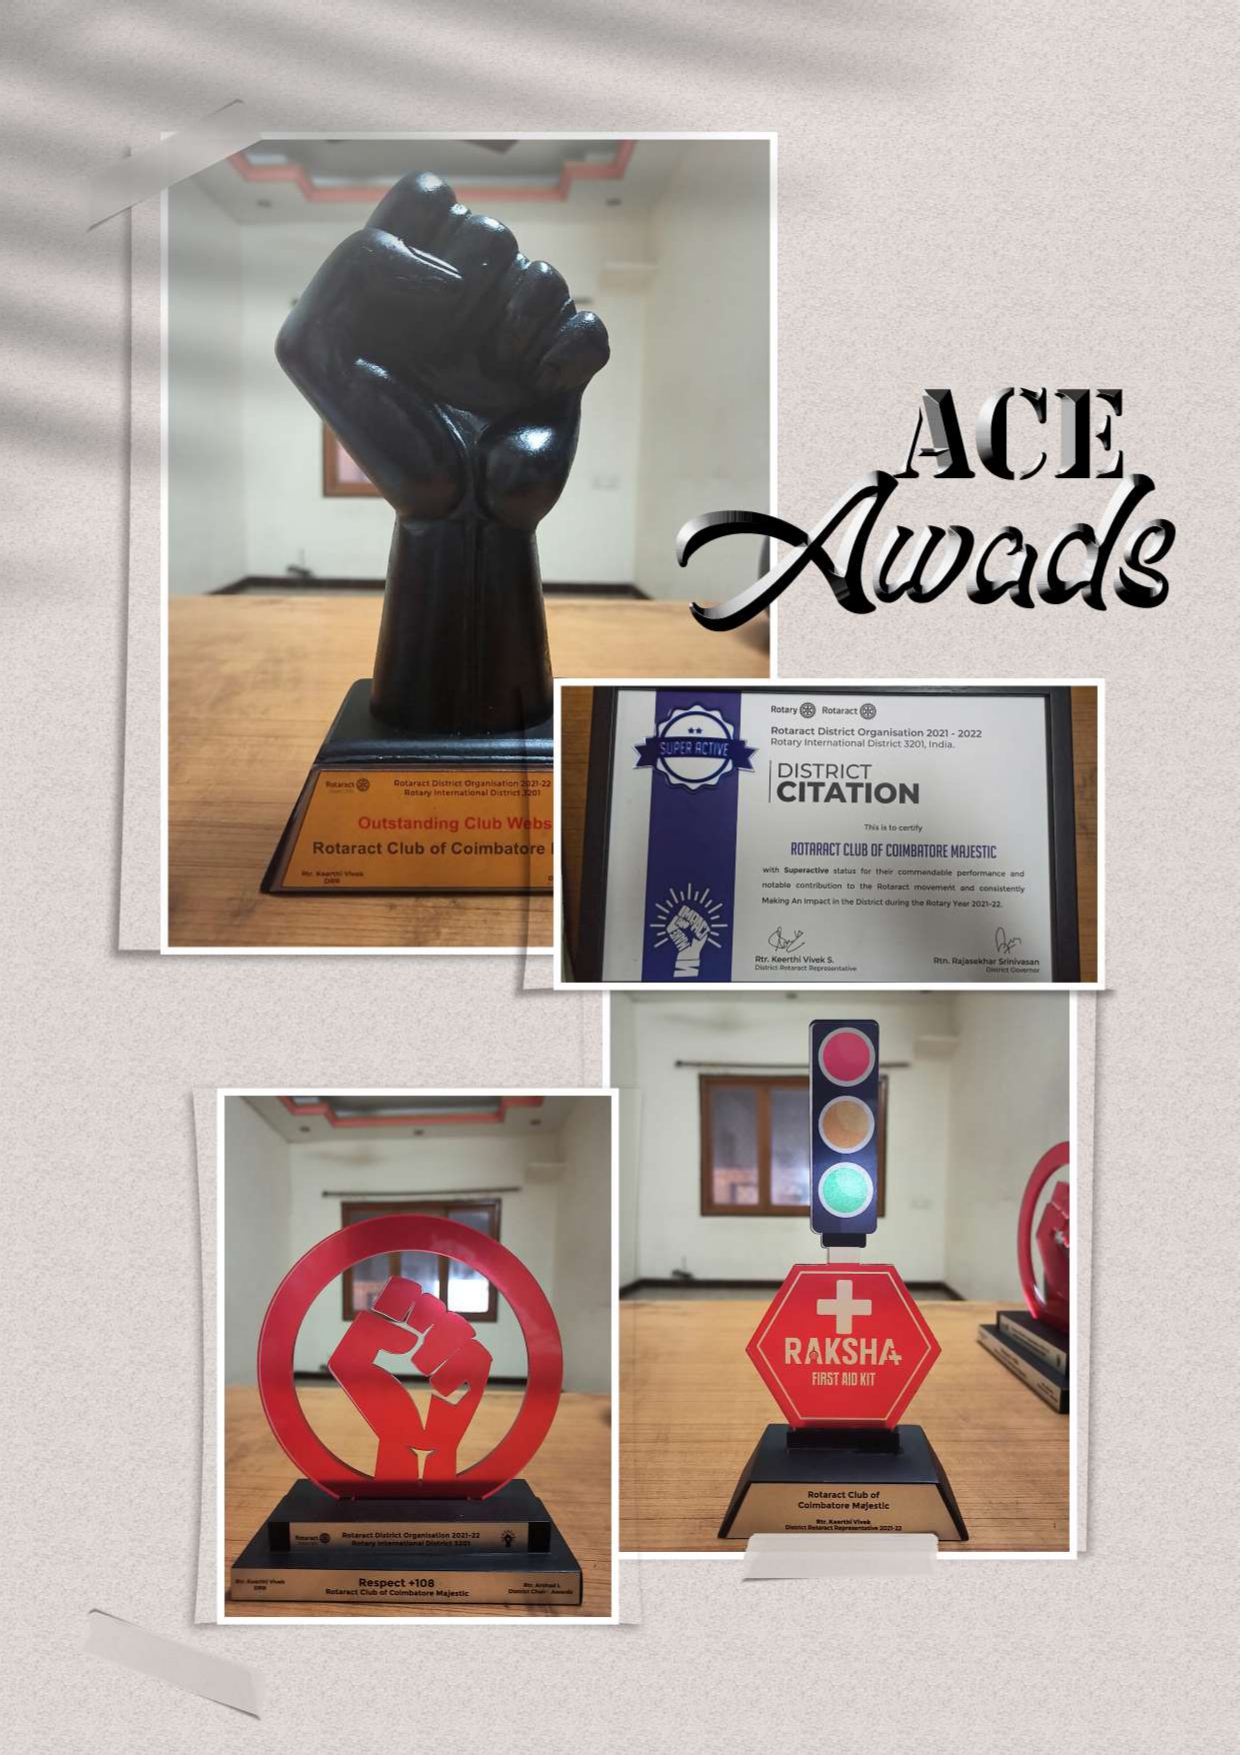 ACE
Awads
Rotaract
Rotaract District Organisation 2021-22
Rotary International District 3201
Outstanding Club Webs
Rotaract Club of Coimbatore
Rtr. Keerthi Vivek
DRR
SUPER ACTIVE
Rotary Rotaract
Rotaract District Organisation 2021 - 2022
Rotary International District 3201, India.
DISTRICT
CITATION
This is to certify
ROTARACT CLUB OF COIMBATORE MAJESTIC
with Superactive status for their commendable performance and
notable contribution to the Rotaract movement and consistently
Making An Impact in the District during the Rotary Year 2021-22.
Rtr. Keerthi Vivek S.
District Rotaract Representative
Rtn. Rajasekhar Srinivasan
District Governor
RAKSHA
FIRST AID KIT
Rotaract Club of
Coimbatore Majestic
Rtr. Keerthi Vivek
District Rotaract Representative 2021-22
Rotaract
Rotaract District Organisation 2021-22
Rotary International District 3201
Rtr. Keerthi Vivek
DRR
Respect +108
Rotaract Club of Coimbatore Majestic
Rtr. Arshad I.
District Chair - Awards